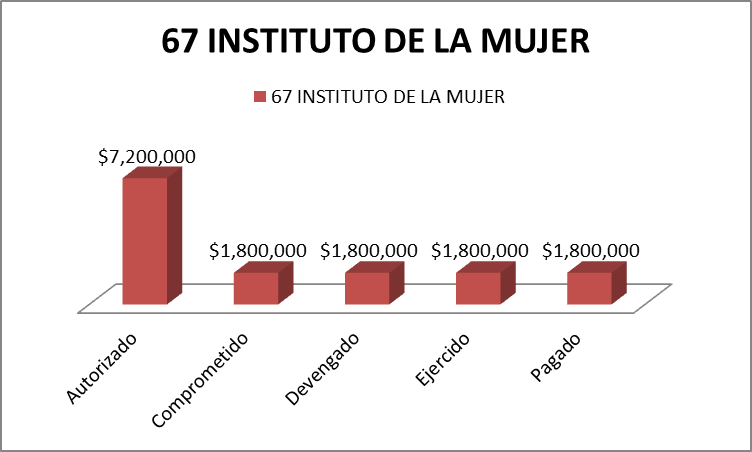 67 INSTITUTO DE LA MUJER
67 INSTITUTO DE LA MUJER
$7,200,000
$1,800,000 $1,800,000 $1,800,000 $1,800,000
Autorizado
Comprometido
Devengado
Ejercido
Pagado